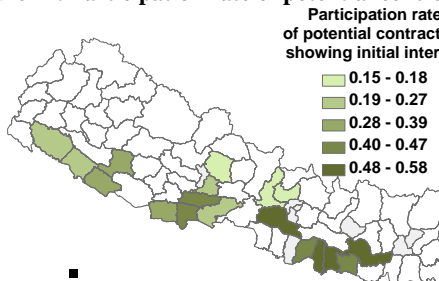 Participation rate
of potential contract
showing initial inter
0.15 - 0.18
0.19 - 0.27
0.28 - 0.39
0.40 - 0.47
0.48 - 0.58